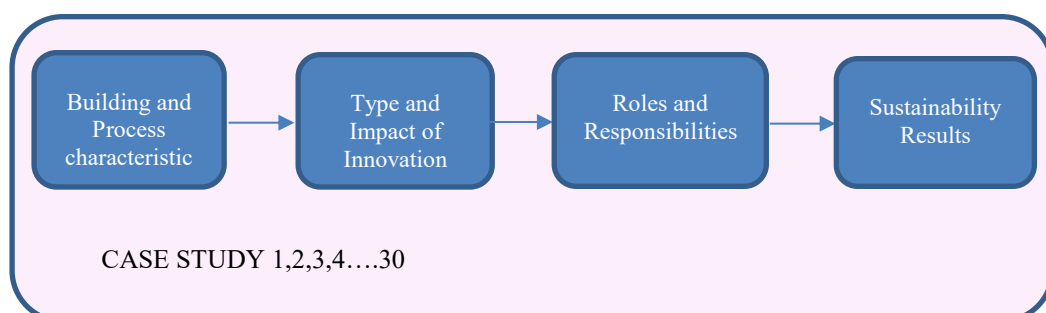 Building and
Process
characteristic
Type and
Impact of
Innovation
Roles and
Responsibilities
Sustainability
Results
CASE STUDY 1,2,3,4….30